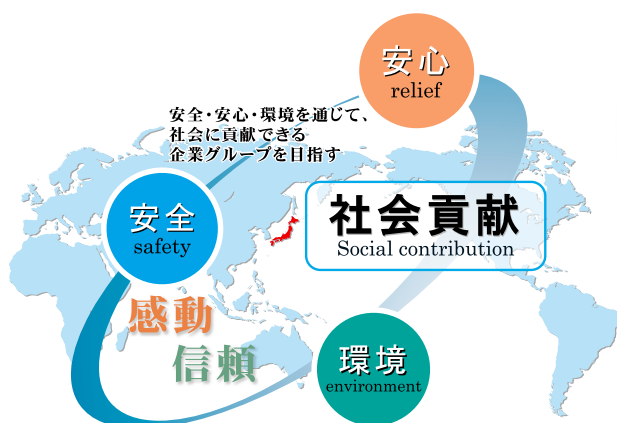 安心
relief
安全・安心・環境を通じて、
社会に貢献できる
企業グループを目指す
安全
safety
社会貢献
Social contribution
感動
信頼
環境
environment